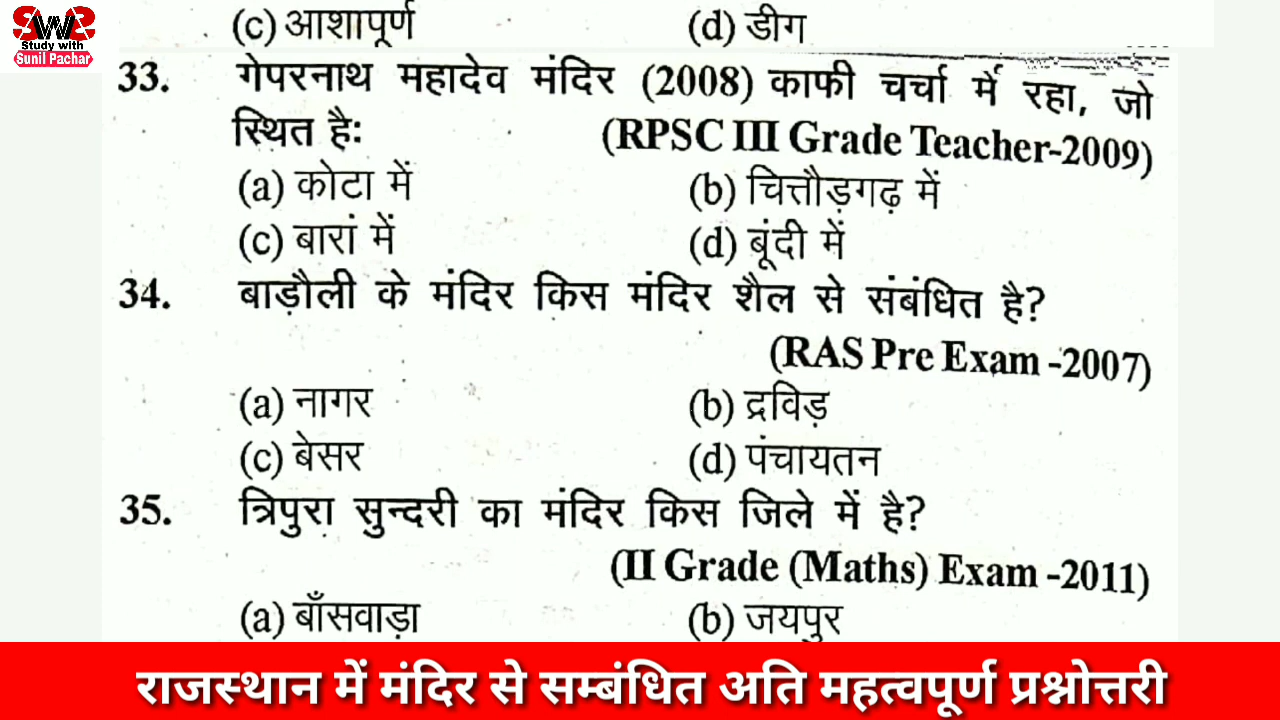 SWS
Study with
Sunil Pachar
(c) आशापूर्ण (d) डीग
33. गेपरनाथ महादेव मंदिर (2008) काफी चर्चा में रहा, जो
स्थित हैः (RPSC III Grade Teacher-2009)
(a) कोटा में (b) चित्तौड़गढ़ में
(c) बारां में (d) बूंदी में
34. बाड़ौली के मंदिर किस मंदिर शैल से संबंधित है?
(RAS Pre Exam -2007)
(a) नागर (b) द्रविड़
(c) बेसर (d) पंचायतन
35. त्रिपुरा सुन्दरी का मंदिर किस जिले में है?
(II Grade (Maths) Exam -2011)
(a) बाँसवाड़ा (b) जयपुर
राजस्थान में मंदिर से सम्बंधित अति महत्वपूर्ण प्रश्नोत्तरी